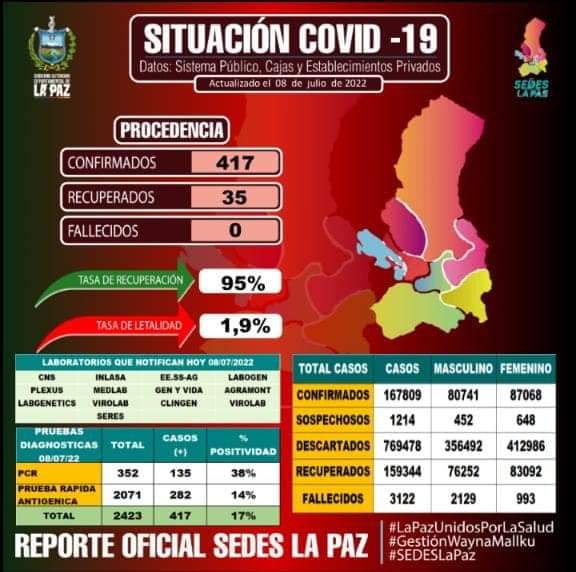 GOBIERNO AUTÓNOMO
DEPARTAMENTAL DE
LA PAZ
SITUACIÓN COVID -19
Datos: Sistema Público, Cajas y Establecimientos Privados
Actualizado el 08 de julio de 2022
SEDES
LA PAZ
PROCEDENCIA
CONFIRMADOS 417
RECUPERADOS 35
FALLECIDOS 0
TASA DE RECUPERACIÓN 95%
TASA DE LETALIDAD 1,9%
LABORATORIOS QUE NOTIFICAN HOY 08/07/2022
CNS INLASA EE.SS-AG LABOGEN
PLEXUS MEDLAB GEN Y VIDA AGRAMONT
LABGENETICS VIROLAB CLINGEN VIROLAB
SERES
PRUEBAS DIAGNOSTICAS 08/07/22 TOTAL CASOS (+) % POSITIVIDAD
PCR 352 135 38%
PRUEBA RAPIDA ANTIGENICA 2071 282 14%
TOTAL 2423 417 17%
TOTAL CASOS CASOS MASCULINO FEMENINO
CONFIRMADOS 167809 80741 87068
SOSPECHOSOS 1214 452 648
DESCARTADOS 769478 356492 412986
RECUPERADOS 159344 76252 83092
FALLECIDOS 3122 2129 993
REPORTE OFICIAL SEDES LA PAZ
#LaPazUnidosPorLaSalud
#GestiónWaynaMallku
#SEDESLaPaz